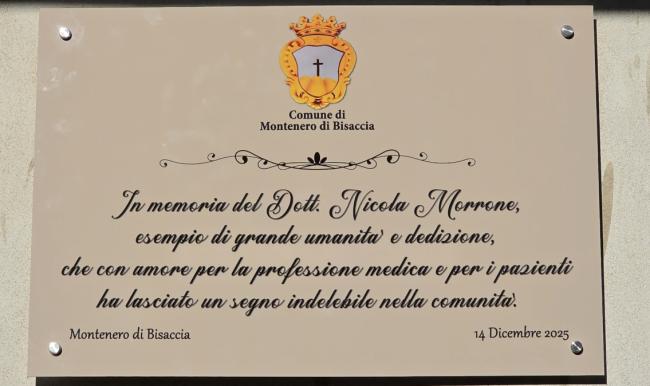 Comune di
Montenero di Bisaccia
In memoria del Dott. Nicola Morrone,
esempio di grande umanita' e dedizione,
che con amore per la professione medica e per i pazienti
ha lasciato un segno indelebile nella comunita'.
Montenero di Bisaccia
14 Dicembre 2025